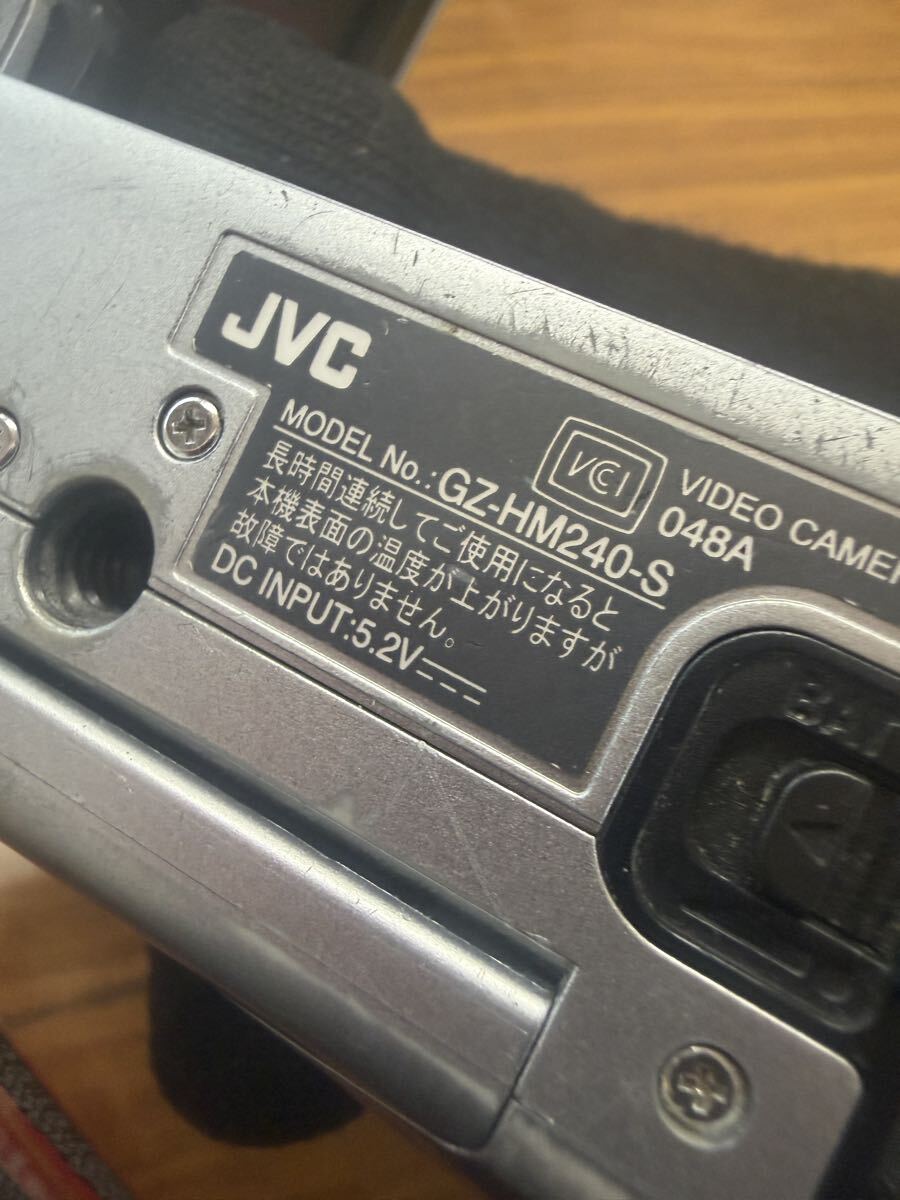 JVC
VCCI
VIDEO CAMER
MODEL No.: GZ-HM240-S 048A
長時間連続してご使用になると
本機表面の温度が上がりますが
故障ではありません。
DC INPUT:5.2V
BAT